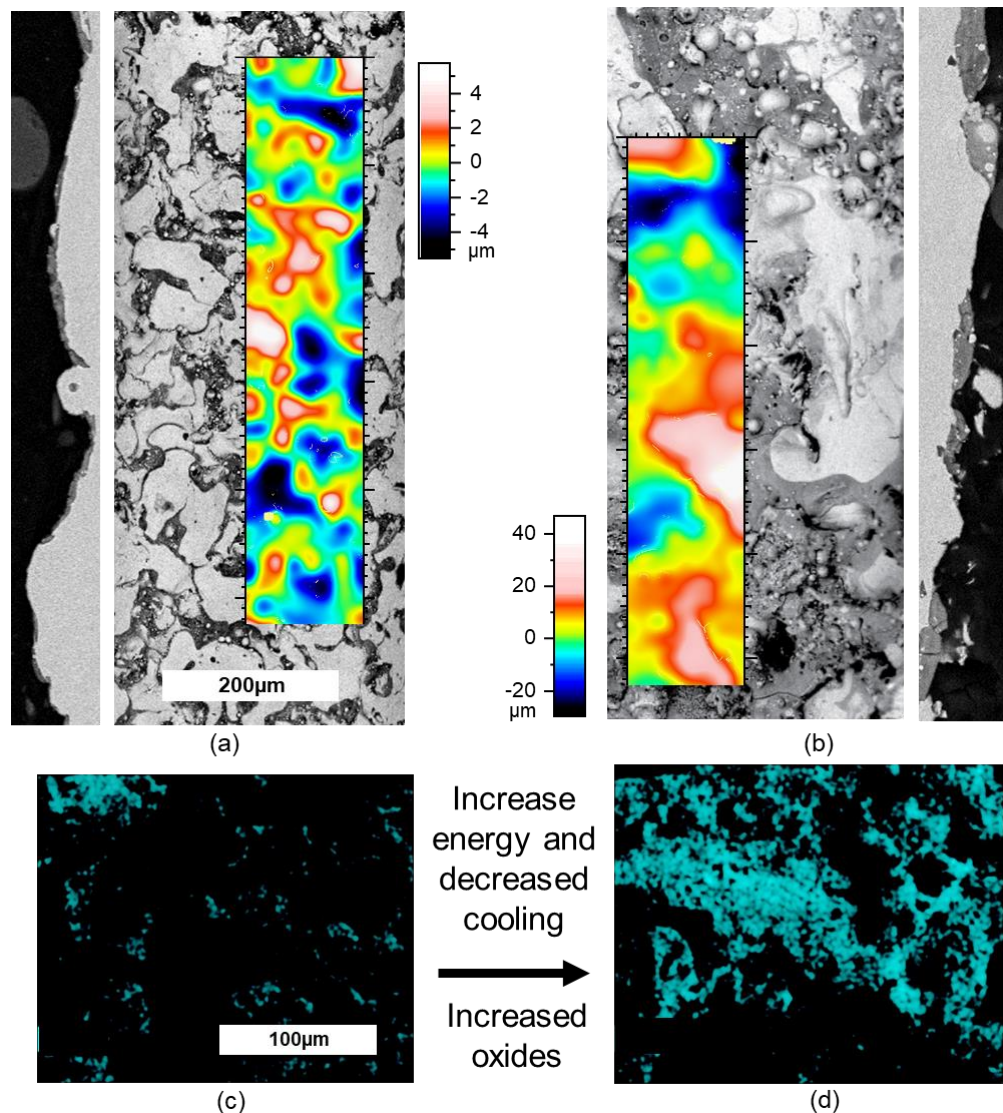 4
2
0
-2
-4
µm
200µm
40
20
0
-20
µm
(a)
(b)
Increase
energy and
decreased
cooling
Increased
oxides
100µm
(c)
(d)